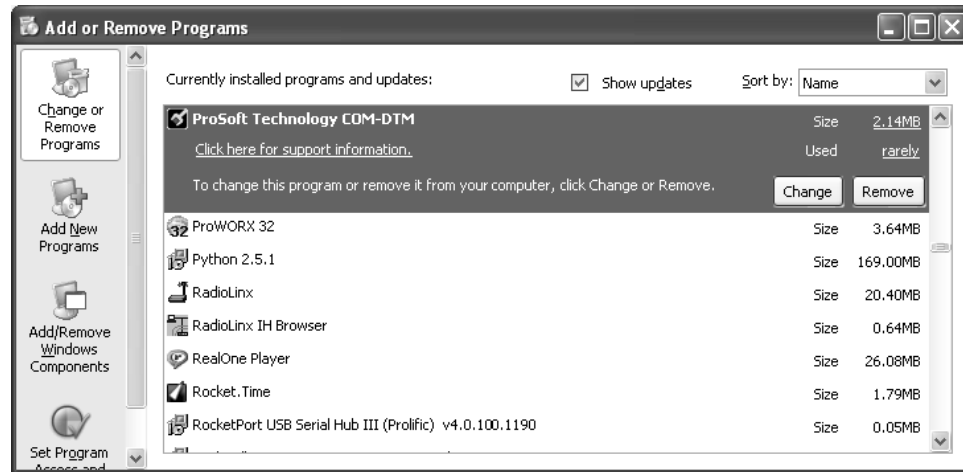 Add or Remove Programs
Currently installed programs and updates: Show updates Sort by: Name
Change or
Remove
Programs
Add New
Programs
Add/Remove
Windows
Components
Set Program
Access and
ProSoft Technology COM-DTM Size 2.14MB
Click here for support information. Used rarely
To change this program or remove it from your computer, click Change or Remove. Change Remove
32 ProWORX 32 Size 3.64MB
Python 2.5.1 Size 169.00MB
RadioLinx Size 20.40MB
RadioLinx IH Browser Size 0.64MB
RealOne Player Size 26.08MB
Rocket.Time Size 1.79MB
RocketPort USB Serial Hub III (Prolific) v4.0.100.1190 Size 0.05MB